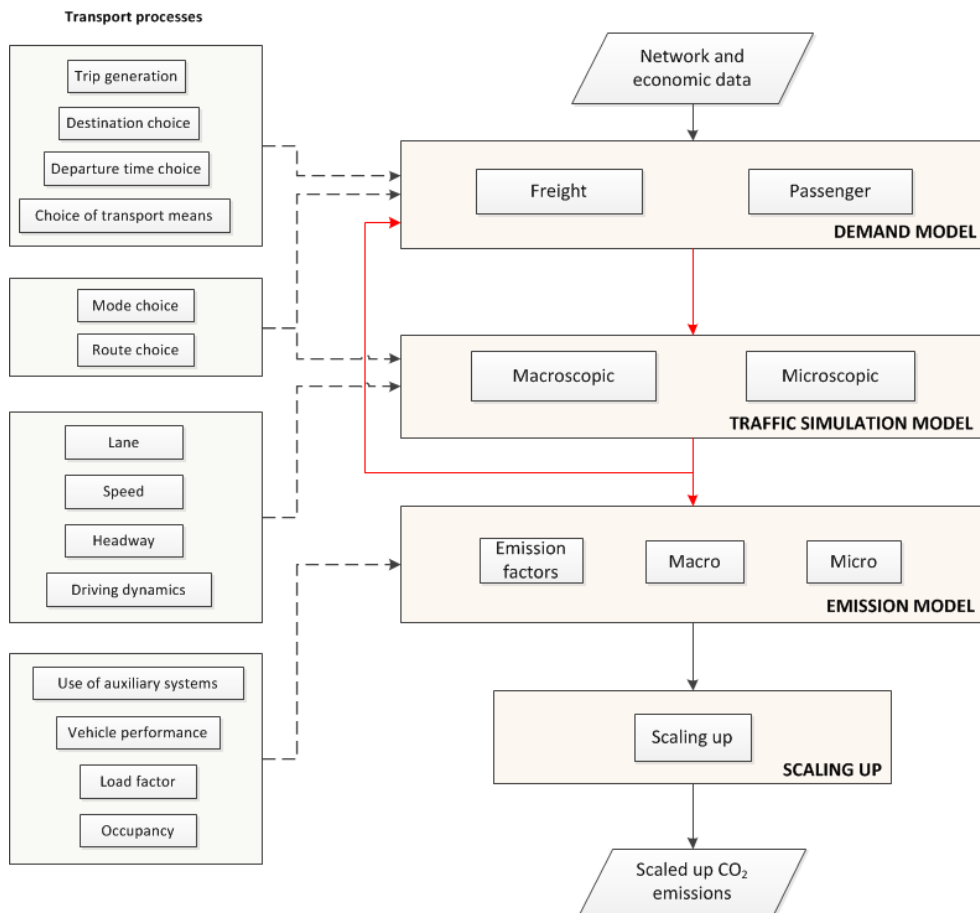 Transport processes
Trip generation
Destination choice
Departure time choice
Choice of transport means
Mode choice
Route choice
Lane
Speed
Headway
Driving dynamics
Use of auxiliary systems
Vehicle performance
Load factor
Occupancy
Network and
economic data
Freight
Passenger
DEMAND MODEL
Macroscopic
Microscopic
TRAFFIC SIMULATION MODEL
Emission
factors
Macro
Micro
EMISSION MODEL
Scaling up
SCALING UP
Scaled up CO₂
emissions